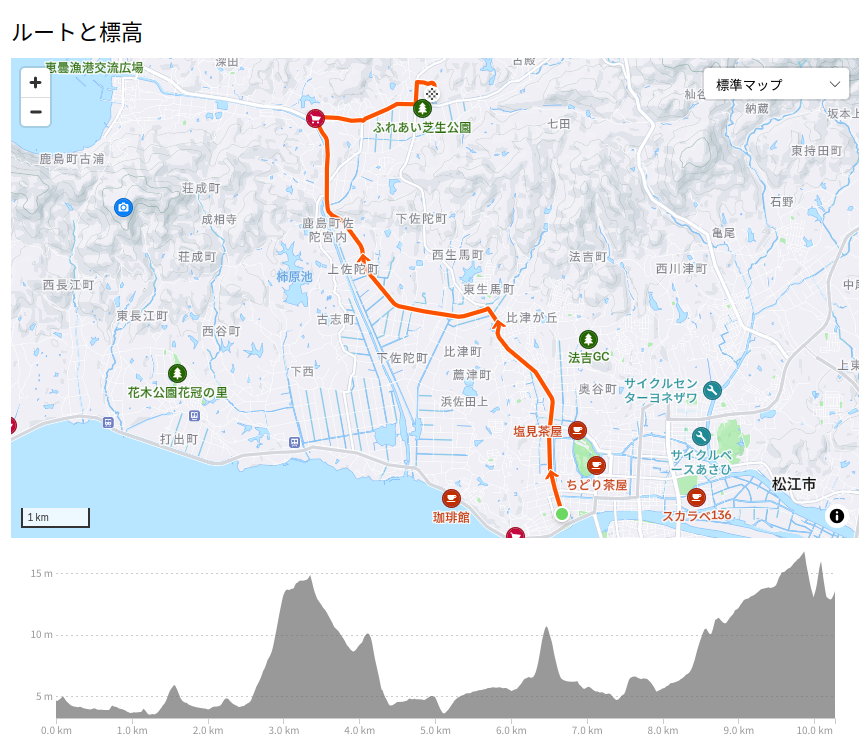 ルートと標高
恵曇漁港交流広場
深田
古殿
+
−
標準マップ
納蔵
坂本上
ふれあい芝生公園
七田
東持田町
鹿島町古浦
荘成町
石野
成相寺
下佐陀町
鹿島町佐
陀宮内
亀尾
荘成町
西生馬町
法吉町
上佐陀町
西川津町
柿原池
西長江町
東生馬町
東長江町
古志町
比津が丘
西谷町
下佐陀町
比津町
法吉GC
下西
薦津町
花木公園花冠の里
奥谷町
サイクルセン
ターヨネザワ
浜佐田上
打出町
塩見茶屋
サイクルベ
ースあさひ
ちどり茶屋
松江市
珈琲館
スカラベ136
1 km
15 m
10 m
5 m
0.0 km
1.0 km
2.0 km
3.0 km
4.0 km
5.0 km
6.0 km
7.0 km
8.0 km
9.0 km
10.0 km